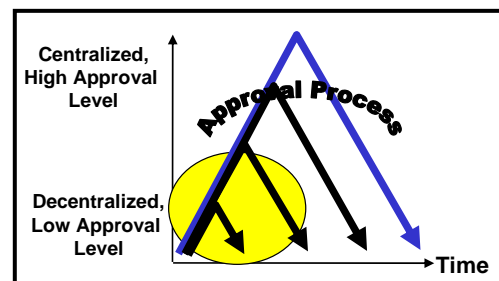 Centralized,
High Approval
Level
Approval Process
Decentralized,
Low Approval
Level
Time